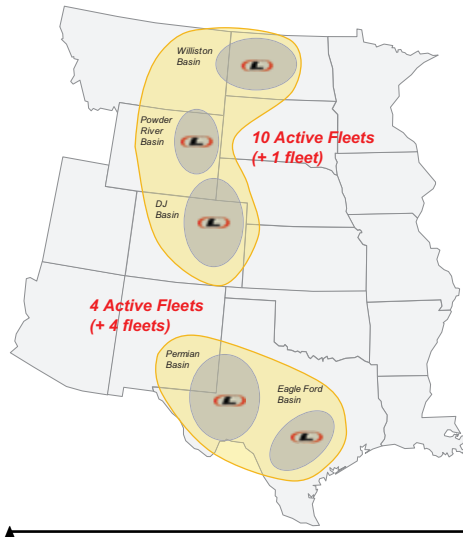 Williston
Basin
L
Powder
River
Basin
L
10 Active Fleets
(+ 1 fleet)
DJ
Basin
L
4 Active Fleets
(+ 4 fleets)
Permian
Basin
L
Eagle Ford
Basin
L